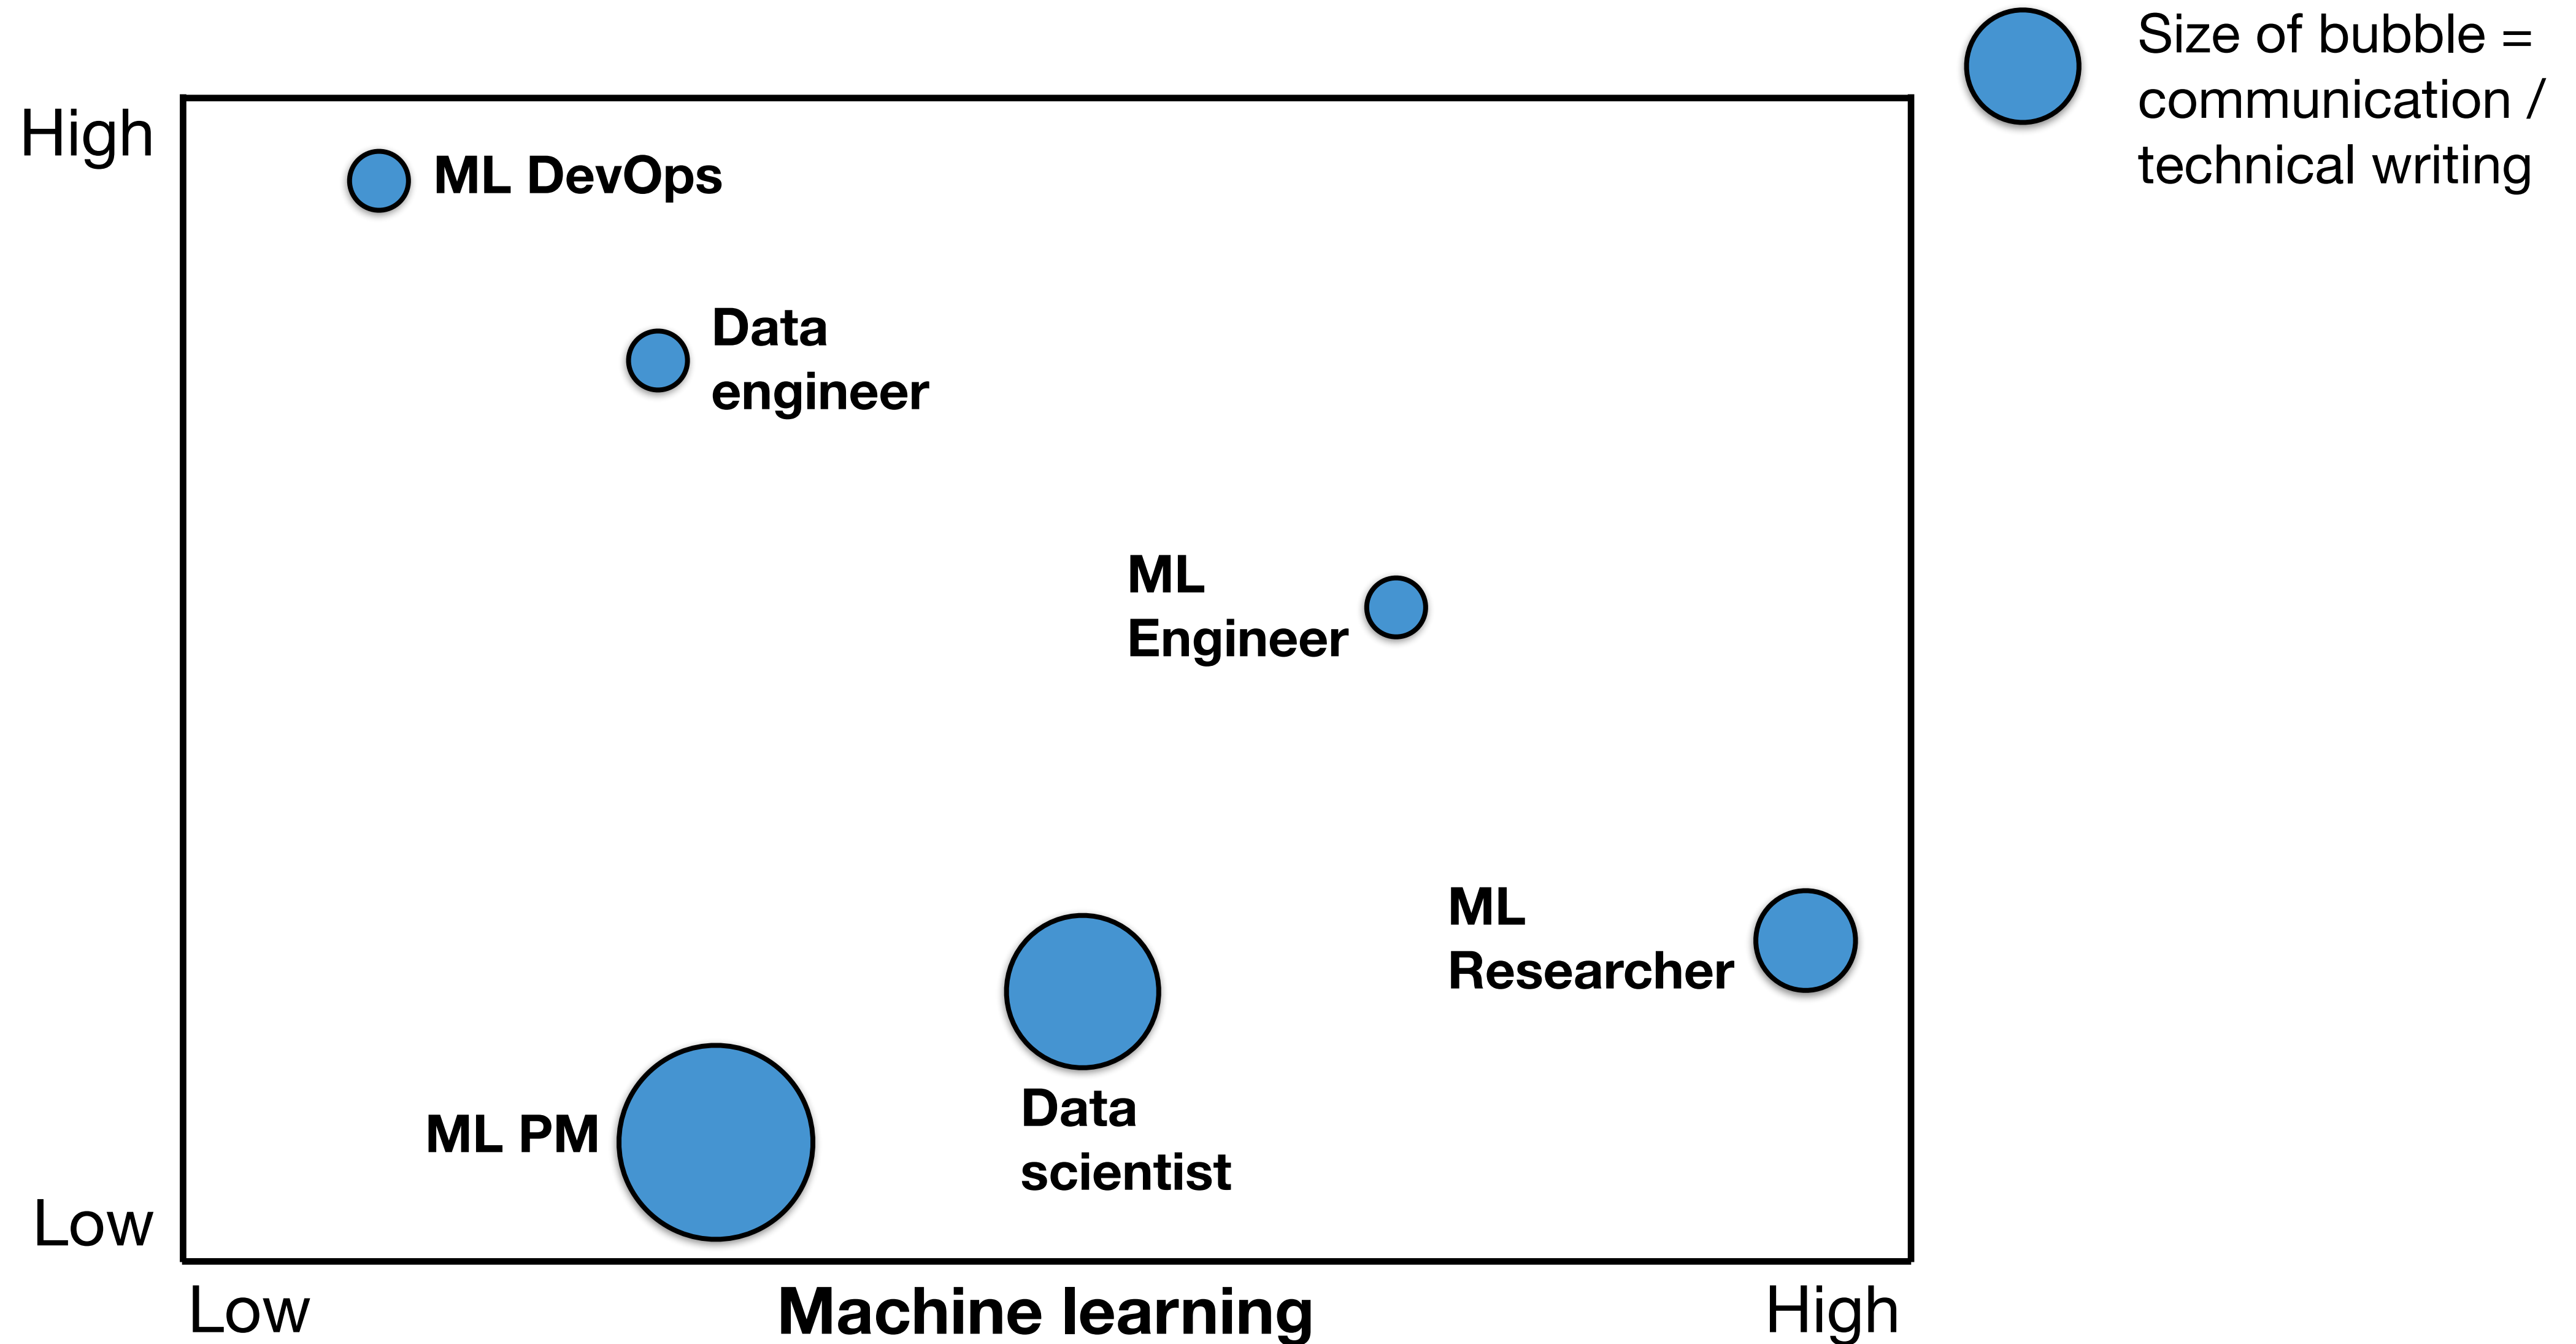 Size of bubble =
communication /
technical writing
High
ML DevOps
Data
engineer
ML
Engineer
ML
Researcher
Data
scientist
ML PM
Low
Low
Machine learning
High